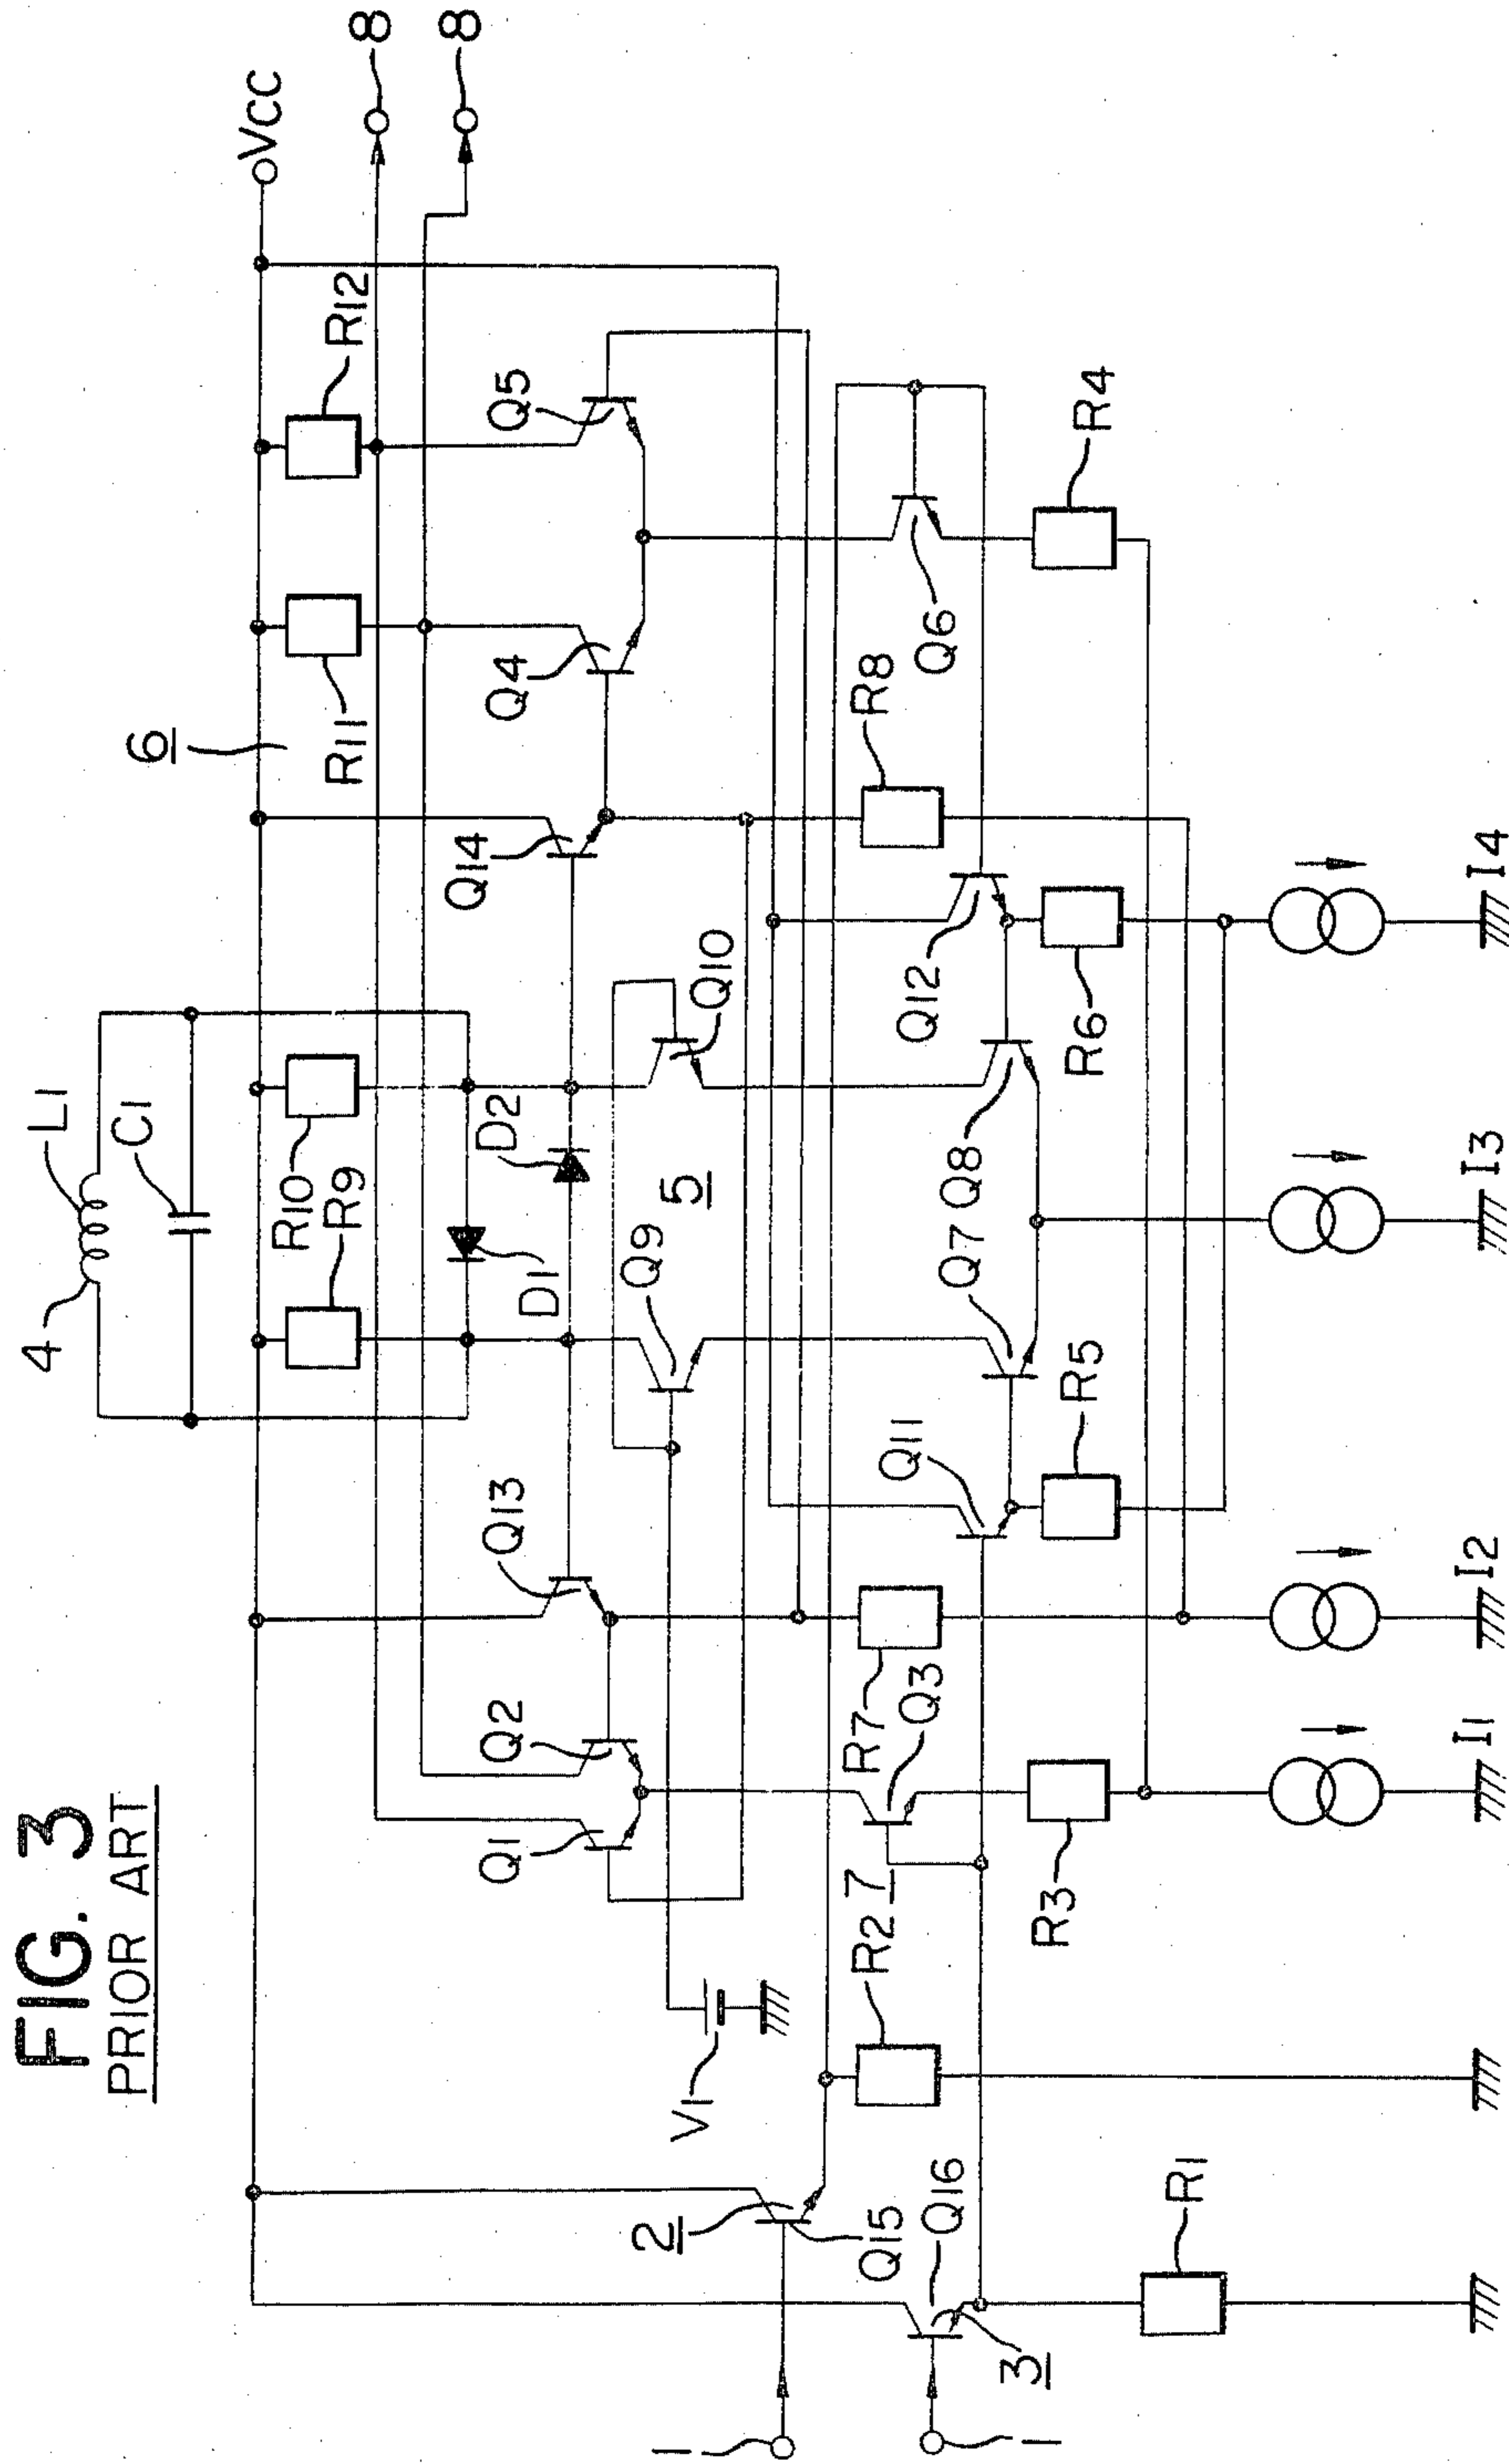 FIG. 3
PRIOR ART
4
L1
C1
VCC
8
8
6
R10
R9
R11
R12
D1
D2
Q13
Q14
Q1
Q2
Q4
Q5
Q9
Q10
5
V1
2
Q15
Q16
3
1
1
R2
7
R7
Q3
Q11
Q7
Q8
Q12
R8
Q6
R3
R5
R6
R4
R1
I1
I2
I3
I4